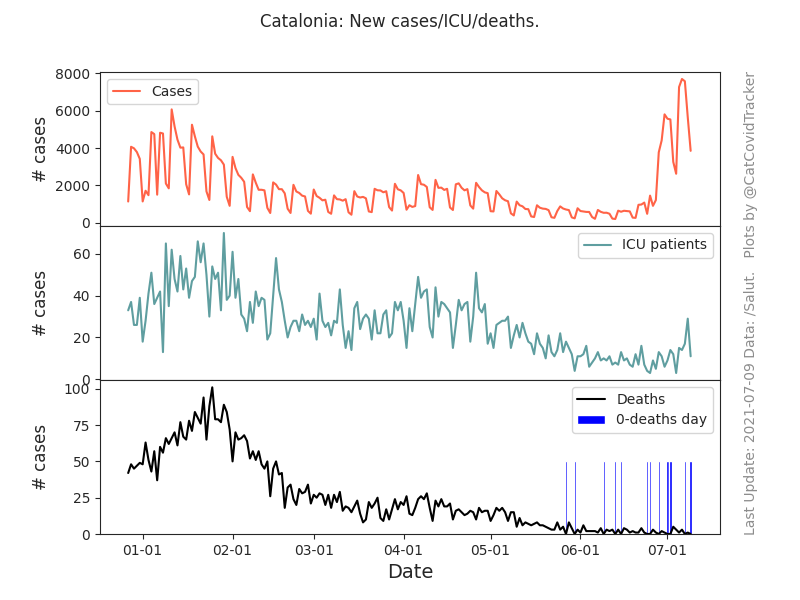 Catalonia: New cases/ICU/deaths.
8000
6000
4000
2000
0
# cases
Cases
60
40
20
0
# cases
ICU patients
100
75
50
25
0
# cases
Deaths
0-deaths day
01-01
02-01
03-01
04-01
05-01
06-01
07-01
Date
Last Update: 2021-07-09 Data: /Salut. Plots by @CatCovidTracker